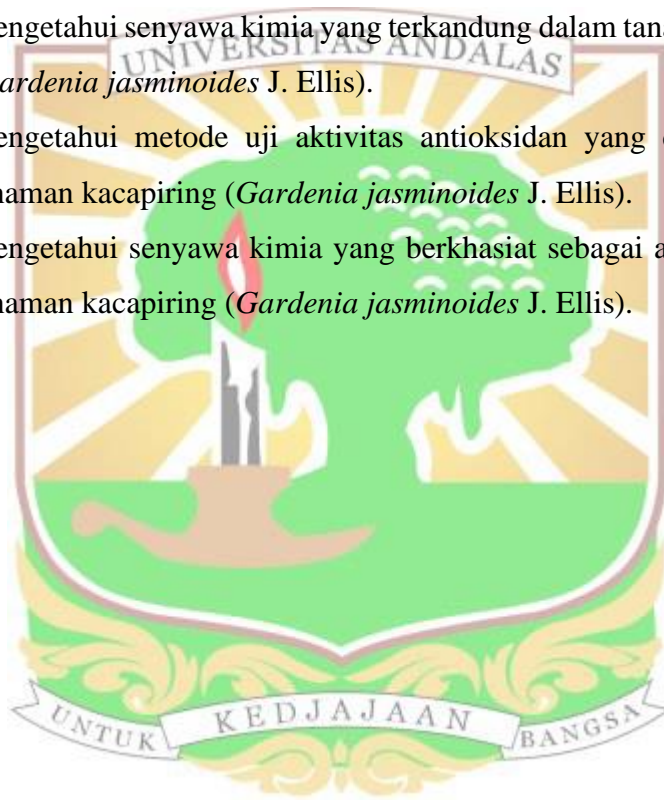 engetahui senyawa kimia yang terkandung dalam tana
UNIVERSITAS ANDALAS
ardenia jasminoides J. Ellis).
engetahui metode uji aktivitas antioksidan yang
naman kacapiring (Gardenia jasminoides J. Ellis).
engetahui senyawa kimia yang berkhasiat sebagai a
naman kacapiring (Gardenia jasminoides J. Ellis).
UNTUK KEDJAJAAN BANGSA